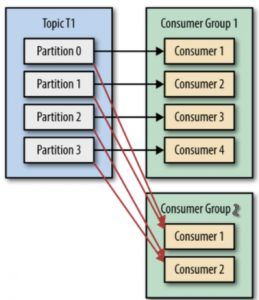 Topic T1
Partition 0
Partition 1
Partition 2
Partition 3
Consumer Group 1
Consumer 1
Consumer 2
Consumer 3
Consumer 4
Consumer Group 2
Consumer 1
Consumer 2